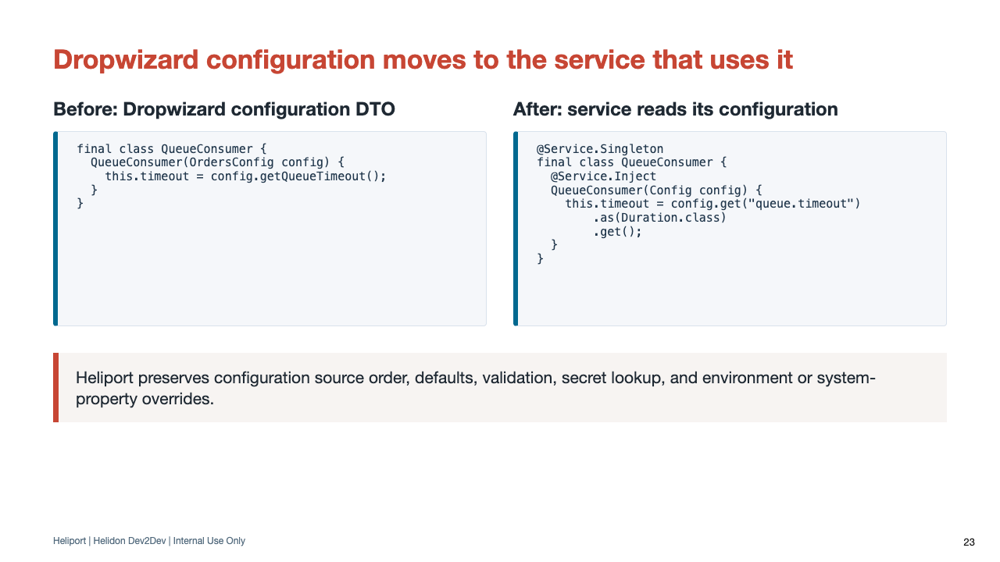 Dropwizard configuration moves to the service that uses it
Before: Dropwizard configuration DTO
final class QueueConsumer {
  QueueConsumer(OrdersConfig config) {
    this.timeout = config.getQueueTimeout();
  }
}
After: service reads its configuration
@Service.Singleton
final class QueueConsumer {
  @Service.Inject
  QueueConsumer(Config config) {
    this.timeout = config.get("queue.timeout")
        .as(Duration.class)
        .get();
  }
}
Heliport preserves configuration source order, defaults, validation, secret lookup, and environment or system-
property overrides.
Heliport | Helidon Dev2Dev | Internal Use Only
23